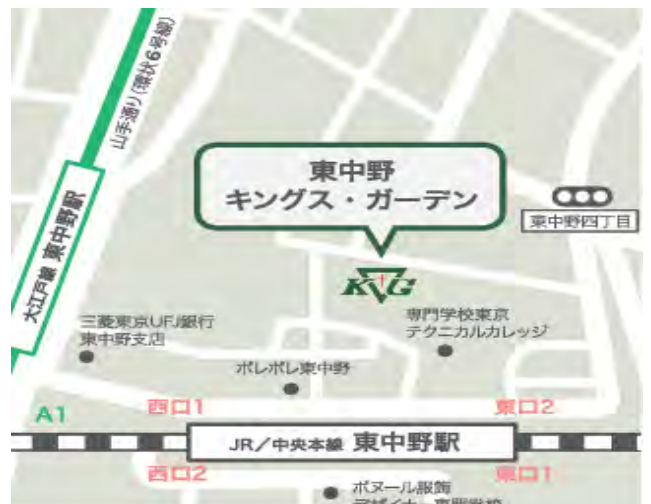 山手通り(環状6号線)
東中野
キングス・ガーデン
東中野四丁目
大江戸線 東中野駅
KG
専門学校東京
テクニカルカレッジ
三菱東京UFJ銀行
東中野支店
ポレポレ東中野
A1
西口1
東口2
JR/中央本線 東中野駅
西口2
東口1
ボヌール服飾